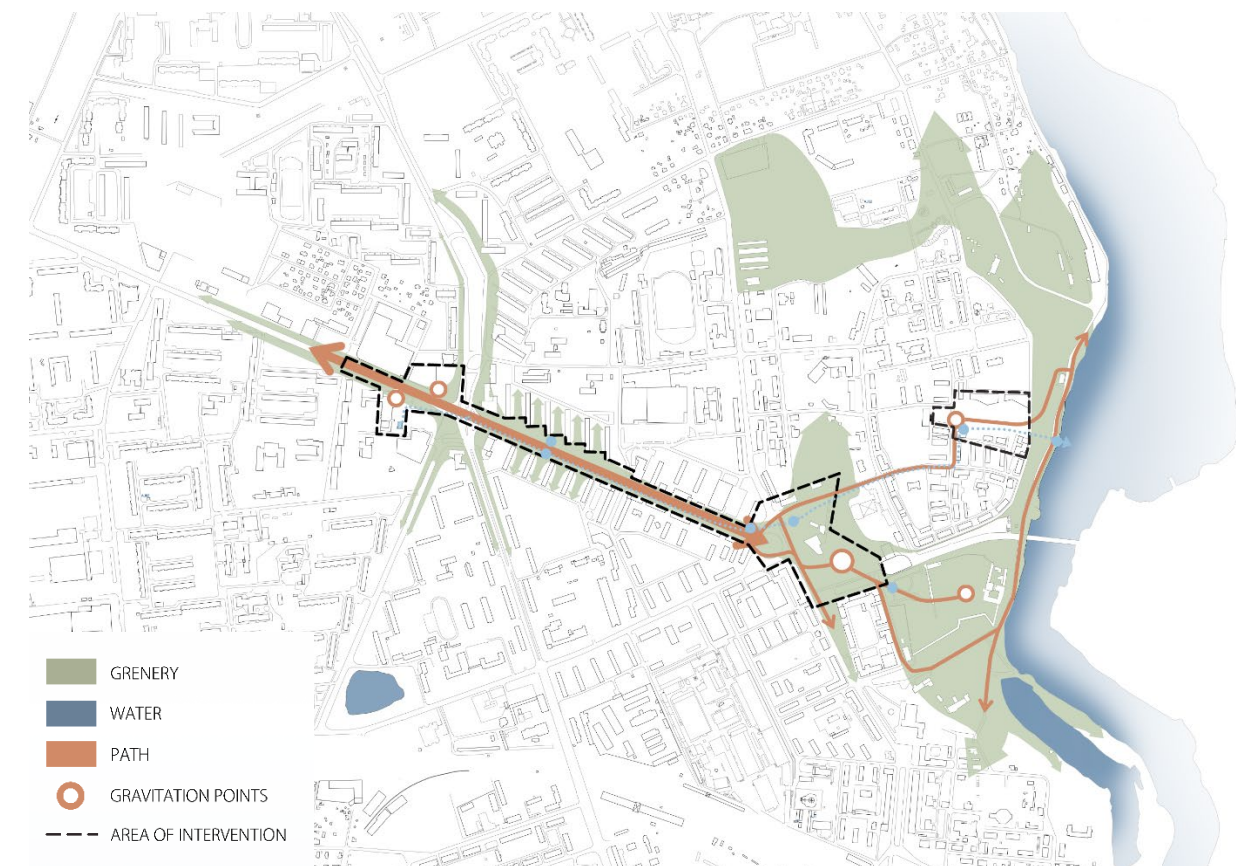 GRENERY
WATER
PATH
GRAVITATION POINTS
AREA OF INTERVENTION